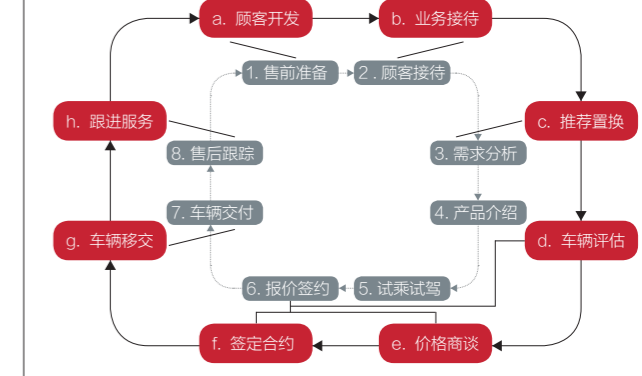 a. 顾客开发
b. 业务接待
1. 售前准备
2 . 顾客接待
h. 跟进服务
c. 推荐置换
8. 售后跟踪
3. 需求分析
7. 车辆交付
4. 产品介绍
g. 车辆移交
d. 车辆评估
6. 报价签约
5. 试乘试驾
f. 签定合约
e. 价格商谈